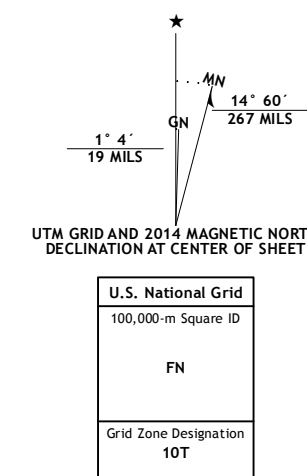 MN
14° 60´
267 MILS
GN
1° 4´
19 MILS
UTM GRID AND 2014 MAGNETIC NORT
DECLINATION AT CENTER OF SHEET
U.S. National Grid
100,000-m Square ID
FN
Grid Zone Designation
10T